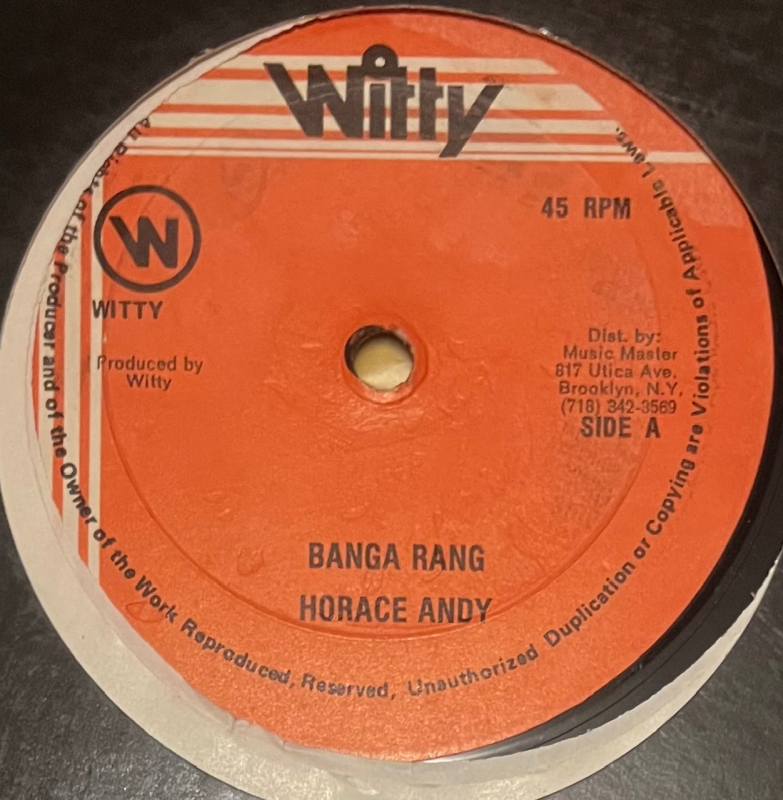 Witty
45 RPM
W
WITTY
Produced by
Witty
Dist. by:
Music Master
817 Utica Ave.
Brooklyn, N.Y.
(718) 342-3569
SIDE A
BANGA RANG
HORACE ANDY
All Rights of the Producer and of the Owner of the Work Reproduced, Reserved, Unauthorized Duplication or Copying are Violations of Applicable Laws.